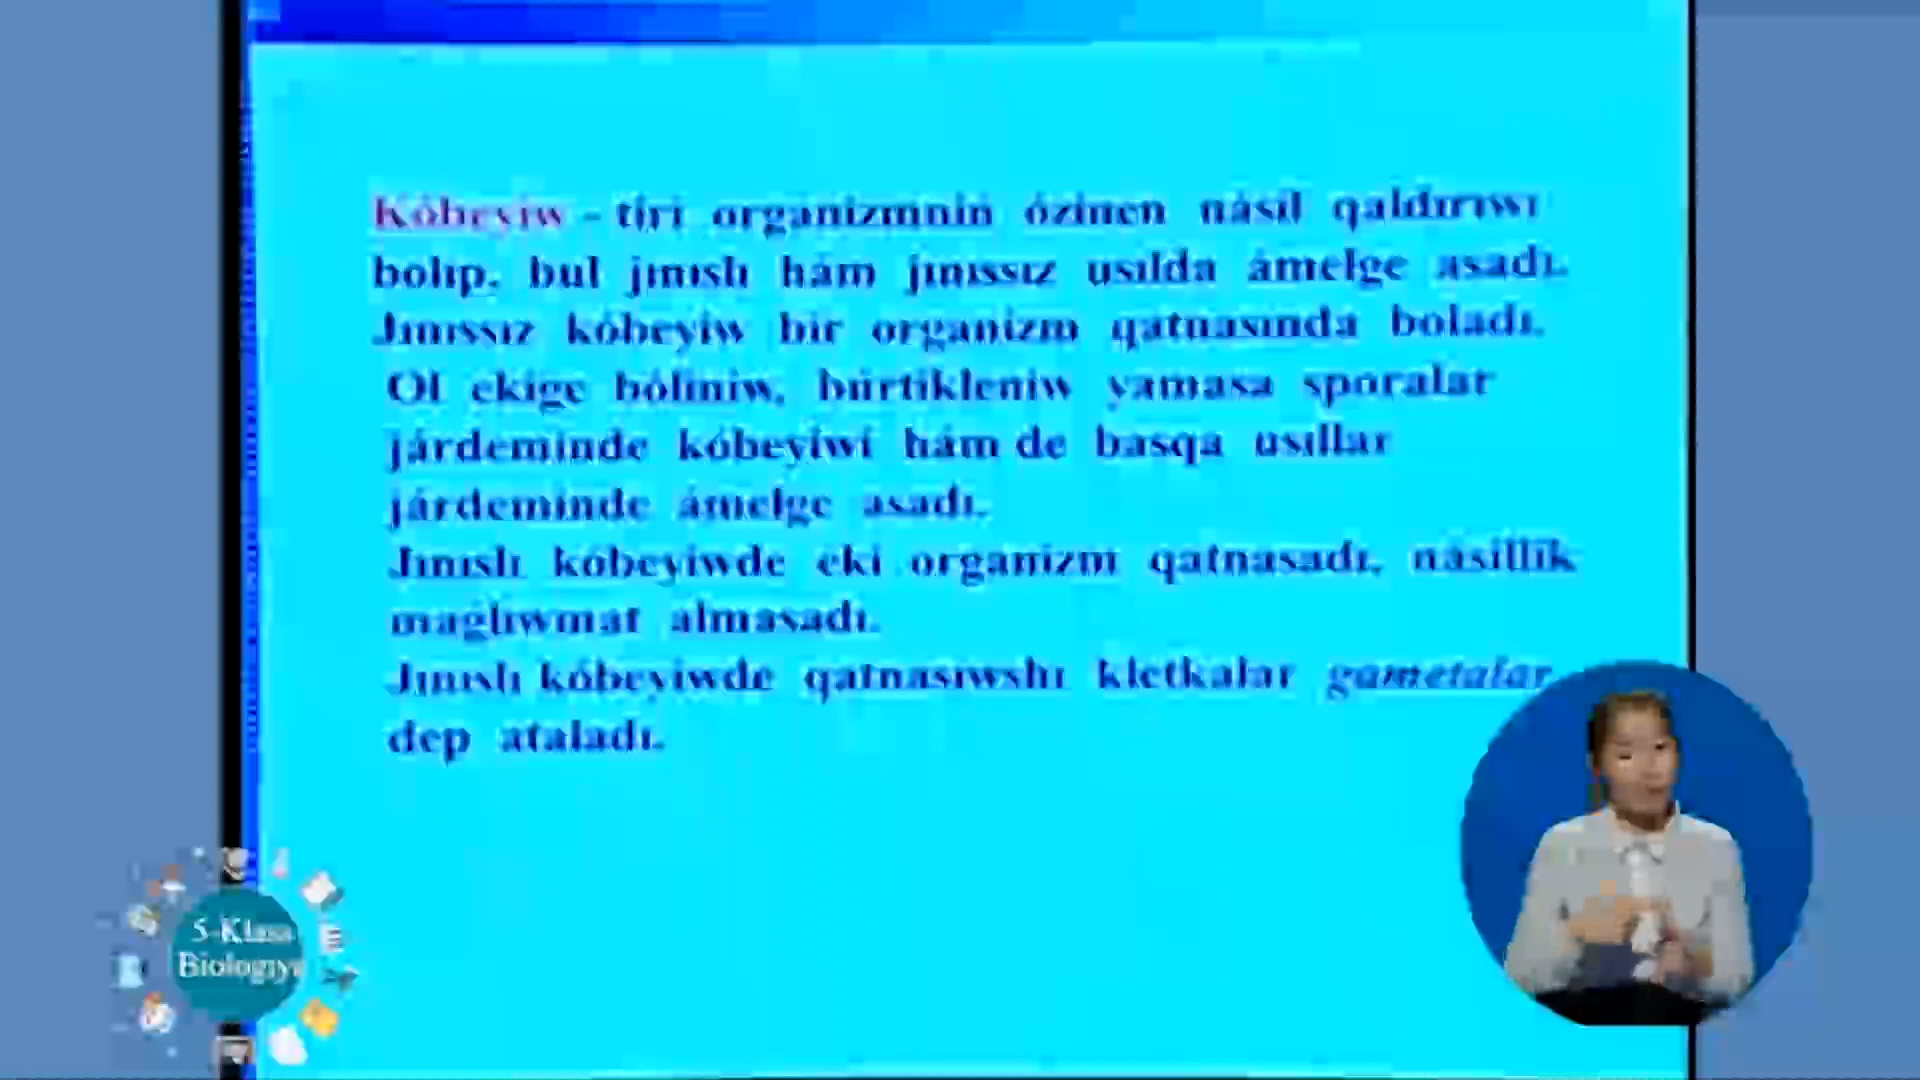 Kóbeyiw - tiri organizmniń ózinen násil qaldırıwı
bolıp, bul jınıslı hám jınıssız usılda ámelge asadı.
Jınıssız kóbeyiw bir organizm qatnasında boladı.
Ol ekige bóliniw, búrtikleniw yamasa sporalar
járdeminde kóbeyiwi hám de basqa usıllar
járdeminde ámelge asadı.
Jınıslı kóbeyiwde eki organizm qatnasadı, násillik
maǵlıwmat almasadı.
Jınıslı kóbeyiwde qatnasıwshı kletkalar gametalar
dep ataladı.
5-Klass
Biologiya